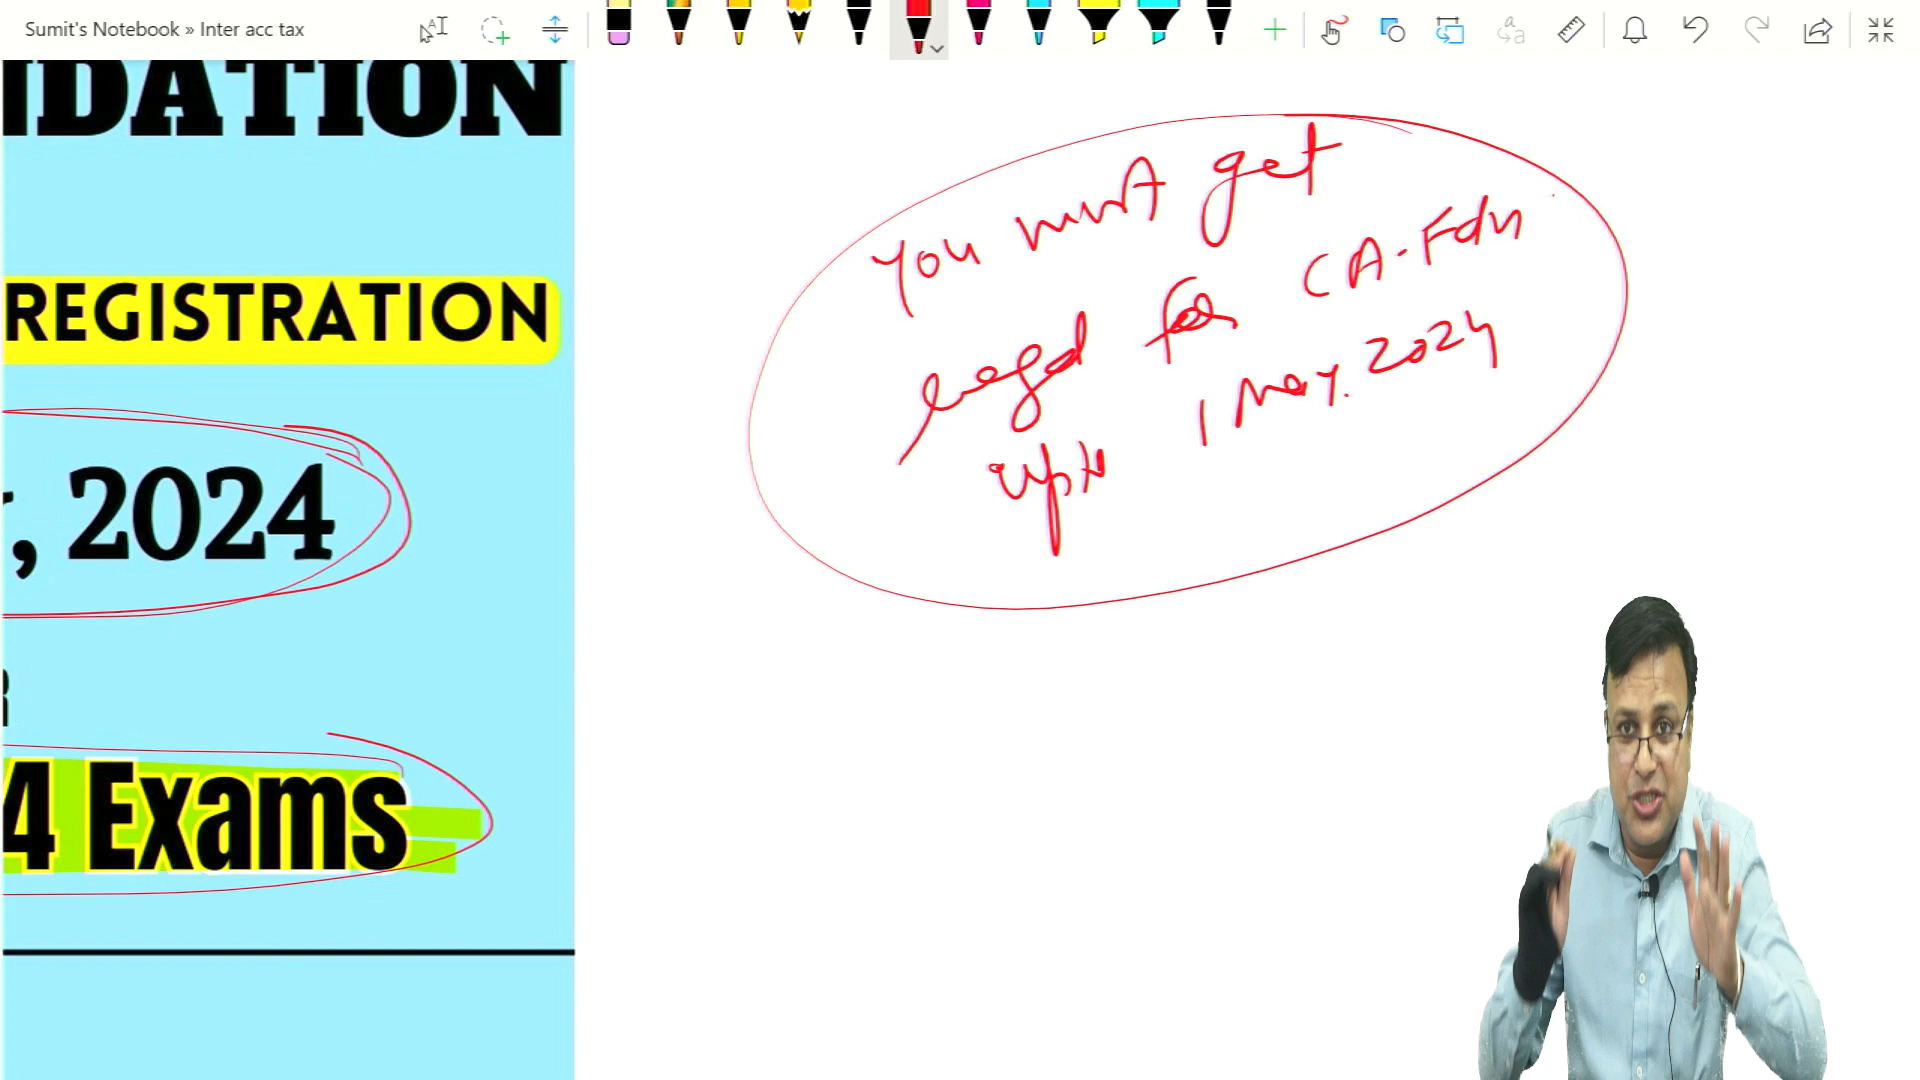 Sumit's Notebook » Inter acc tax
DATION
REGISTRATION
, 2024
4 Exams
You must get
regd for CA-Fdn
upto 1 May. 2024